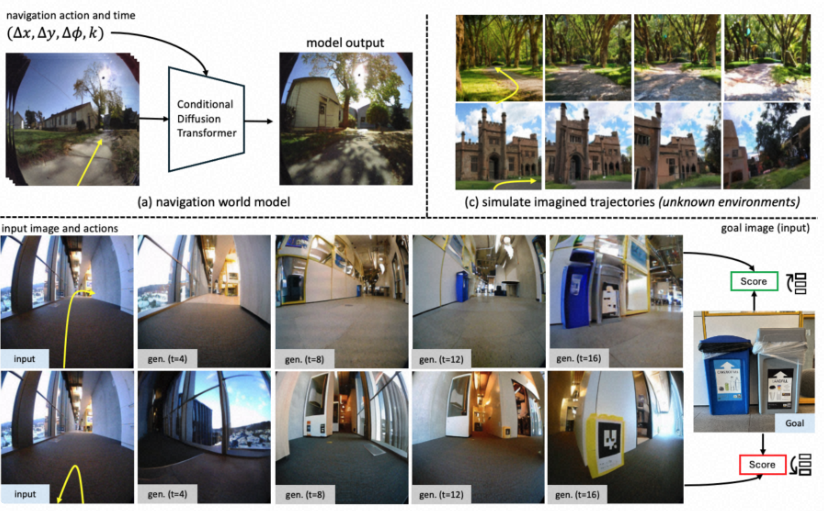 navigation action and time
(Δx, Δy, Δϕ, k)
model output
Conditional
Diffusion
Transformer
(a) navigation world model
(c) simulate imagined trajectories (unknown environments)
input image and actions
goal image (input)
input
gen. (t=4)
gen. (t=8)
gen. (t=12)
gen. (t=16)
Score
Goal
input
gen. (t=4)
gen. (t=8)
gen. (t=12)
gen. (t=16)
Score